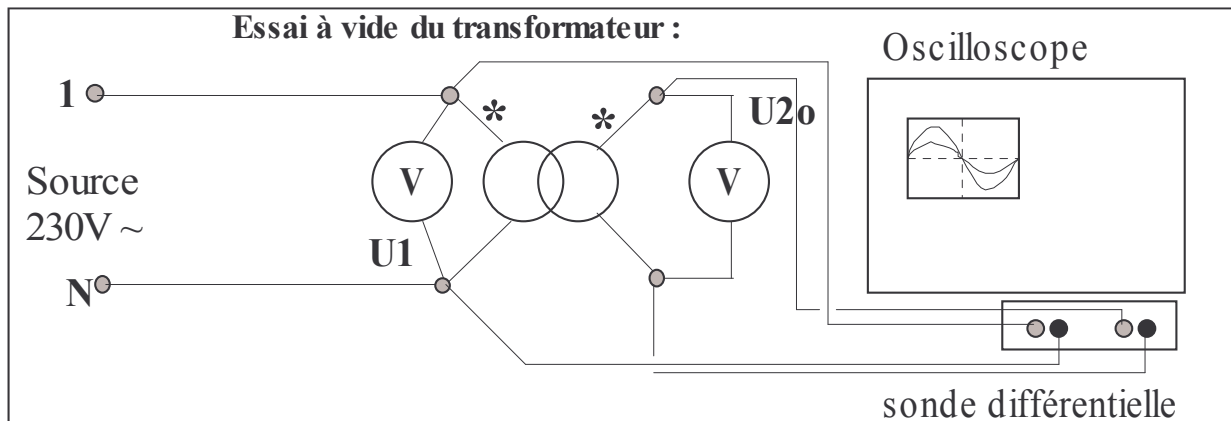 Essai à vide du transformateur :
Oscilloscope
1
*
*
U2o
V
V
Source
230V ~
U1
N
sonde différentielle